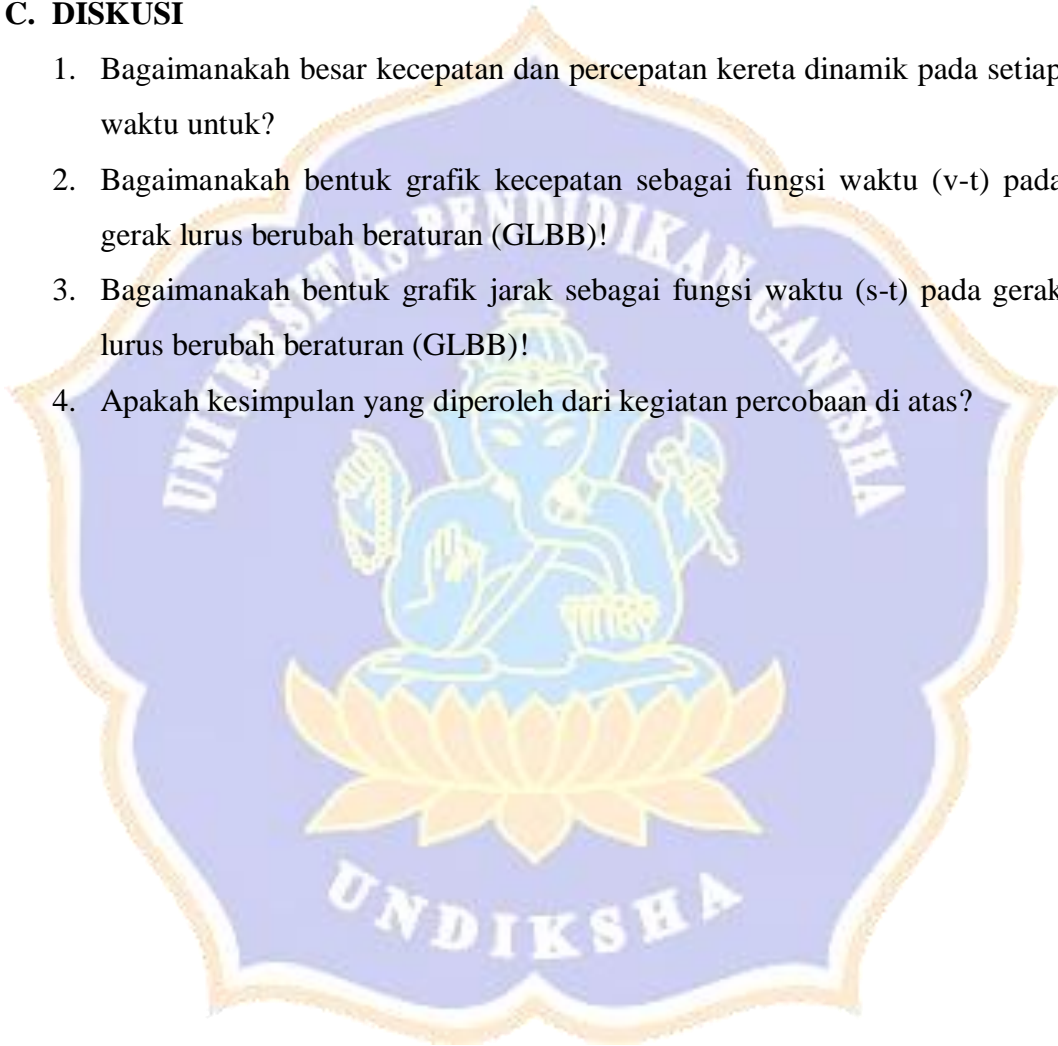 C. DISKUSI
1. Bagaimanakah besar kecepatan dan percepatan kereta dinamik pada setiap
waktu untuk?
2. Bagaimanakah bentuk grafik kecepatan sebagai fungsi waktu (v-t) pada
gerak lurus berubah beraturan (GLBB)!
3. Bagaimanakah bentuk grafik jarak sebagai fungsi waktu (s-t) pada gerak
lurus berubah beraturan (GLBB)!
4. Apakah kesimpulan yang diperoleh dari kegiatan percobaan di atas?
UNIVERSITAS PENDIDIKAN GANESHA
UNDIKSHA